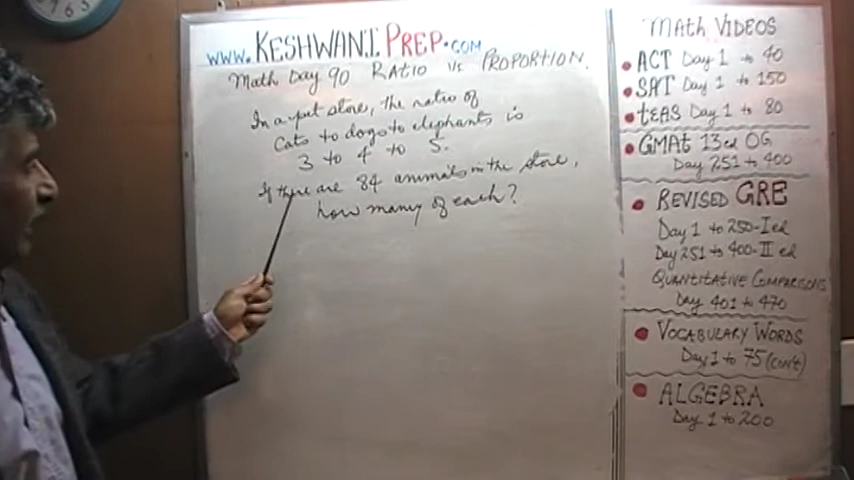 www.KESHWANIPREP.COM
Math Day 90 RATIO vs PROPORTION.
In a pet store, the ratio of
Cats to dogs to elephants is
3 to 4 to 5.
If there are 84 animals in the store,
how many of each?
Math VIDEOS
ACT Day 1 to 40
SAT Day 1 to 150
tEAS Day 1 to 80
GMAt 13 ed OG
Day 251 to 400
REVISED GRE
Day 1 to 250-I ed
Day 251 to 400-II ed
QUANTITATIVE COMPARISONS
Day 401 to 470
VOCABULARY WORDS
Day 1 to 75 (con't)
ALGEBRA
Day 1 to 200